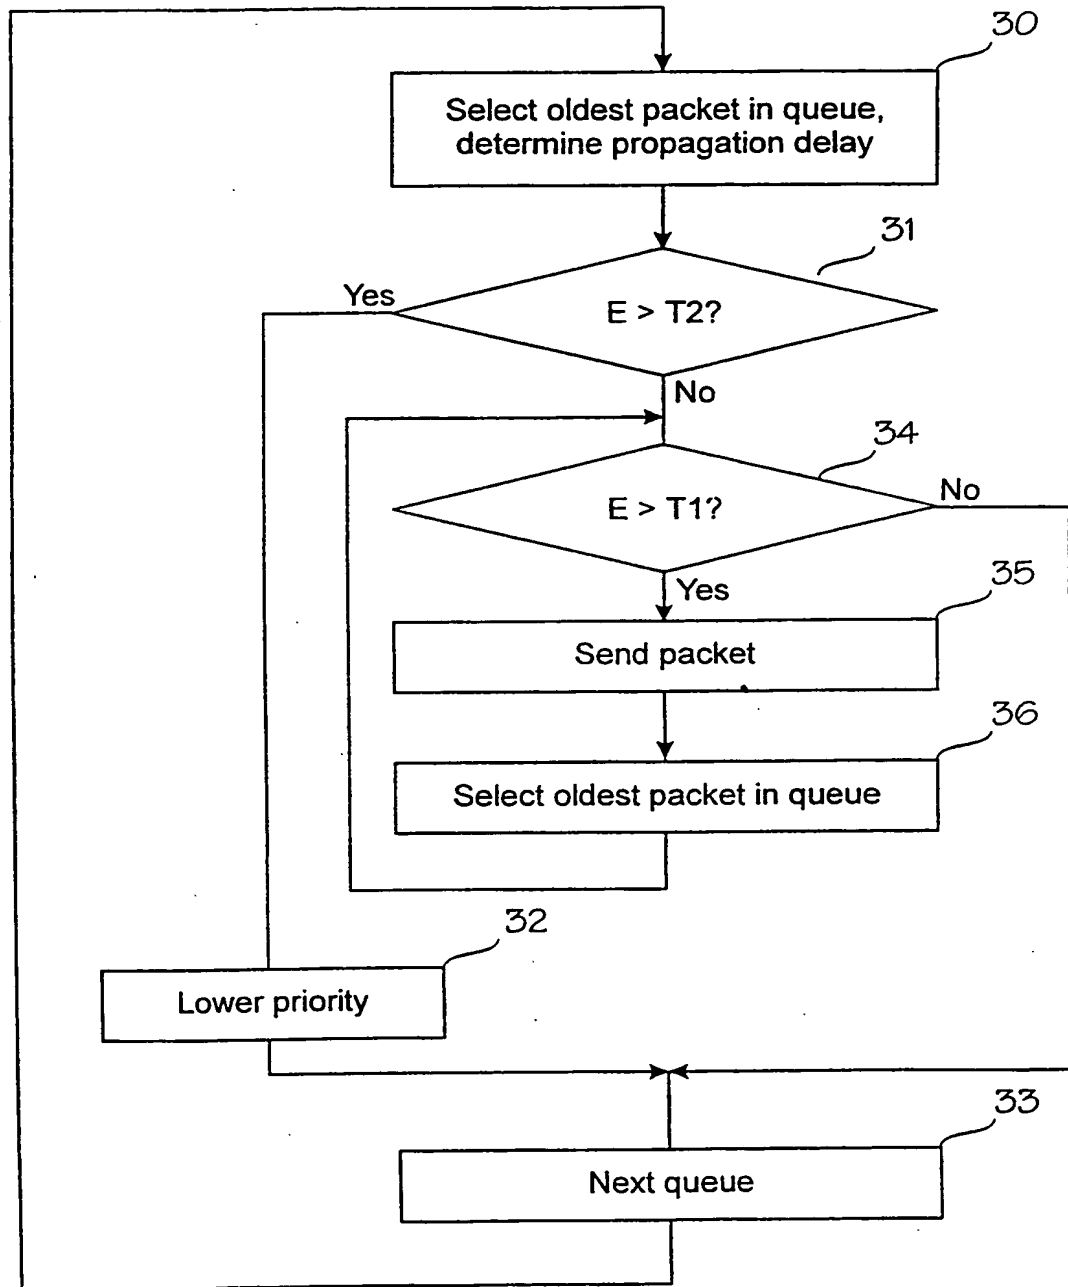 30
Select oldest packet in queue,
determine propagation delay
31
Yes
E > T2?
No
34
E > T1?
No
Yes
35
Send packet
36
Select oldest packet in queue
32
Lower priority
33
Next queue